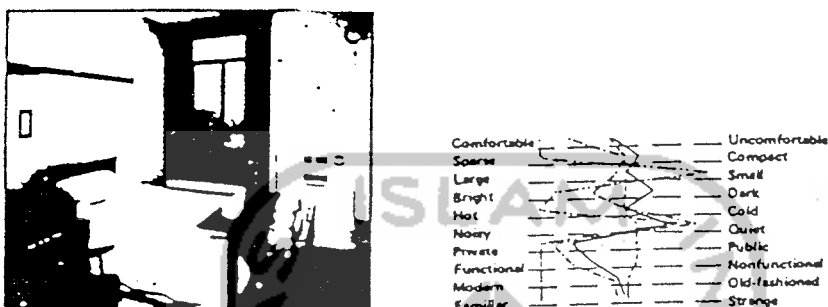 Comfortable Uncomfortable
Sparse Compact
Large Small
Bright Dark
Hot Cold
Noisy Quiet
Private Public
Functional Nonfunctional
Modern Old-fashioned
Familiar Strange
ISLAM